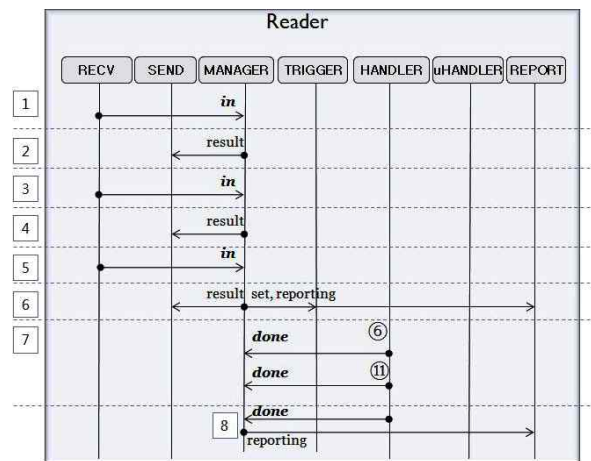 Reader
RECV SEND MANAGER TRIGGER HANDLER uHANDLER REPORT
1 in
2 result
3 in
4 result
5 in
6 result set, reporting
7 done ⑥
done ⑪
done
8 reporting